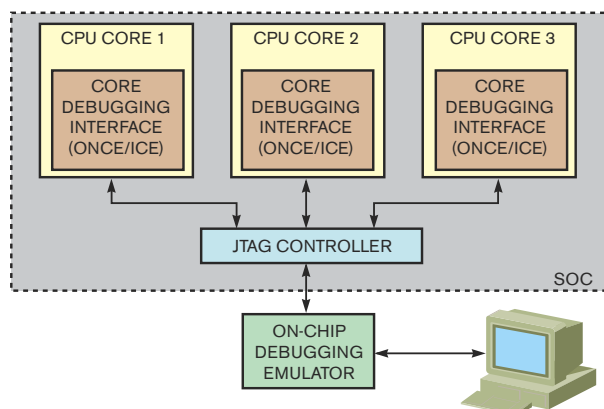 CPU CORE 1
CORE
DEBUGGING
INTERFACE
(ONCE/ICE)
CPU CORE 2
CORE
DEBUGGING
INTERFACE
(ONCE/ICE)
CPU CORE 3
CORE
DEBUGGING
INTERFACE
(ONCE/ICE)
JTAG CONTROLLER
SOC
ON-CHIP
DEBUGGING
EMULATOR